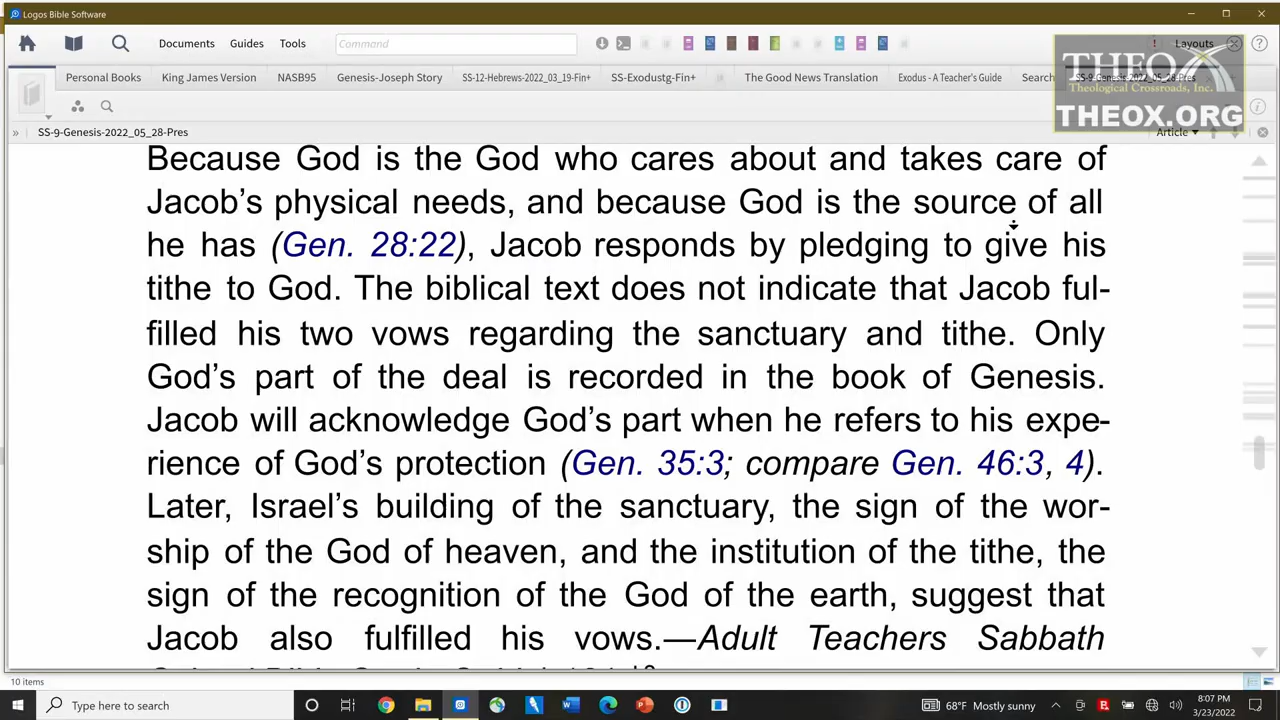 Logos Bible Software
Documents Guides Tools Command Layouts
THEOX
Theological Crossroads, Inc.
THEOX.ORG
Personal Books King James Version NASB95 Genesis-Joseph SS-12-Hebrews-2022_03_19-Fin+ SS-Exodustg-Fin+ The Good News Translation Exodus - A Teacher's Guide Search SS-9-Genesis-2022_05_28-Pres
SS-9-Genesis-2022_05_28-Pres Article
Because God is the God who cares about and takes care of
Jacob's physical needs, and because God is the source of all
he has (Gen. 28:22), Jacob responds by pledging to give his
tithe to God. The biblical text does not indicate that Jacob ful-
filled his two vows regarding the sanctuary and tithe. Only
God's part of the deal is recorded in the book of Genesis.
Jacob will acknowledge God's part when he refers to his expe-
rience of God's protection (Gen. 35:3; compare Gen. 46:3, 4).
Later, Israel's building of the sanctuary, the sign of the wor-
ship of the God of heaven, and the institution of the tithe, the
sign of the recognition of the God of the earth, suggest that
Jacob also fulfilled his vows.—Adult Teachers Sabbath
10 items
Type here to search
68°F Mostly sunny
8:07 PM
3/23/2022